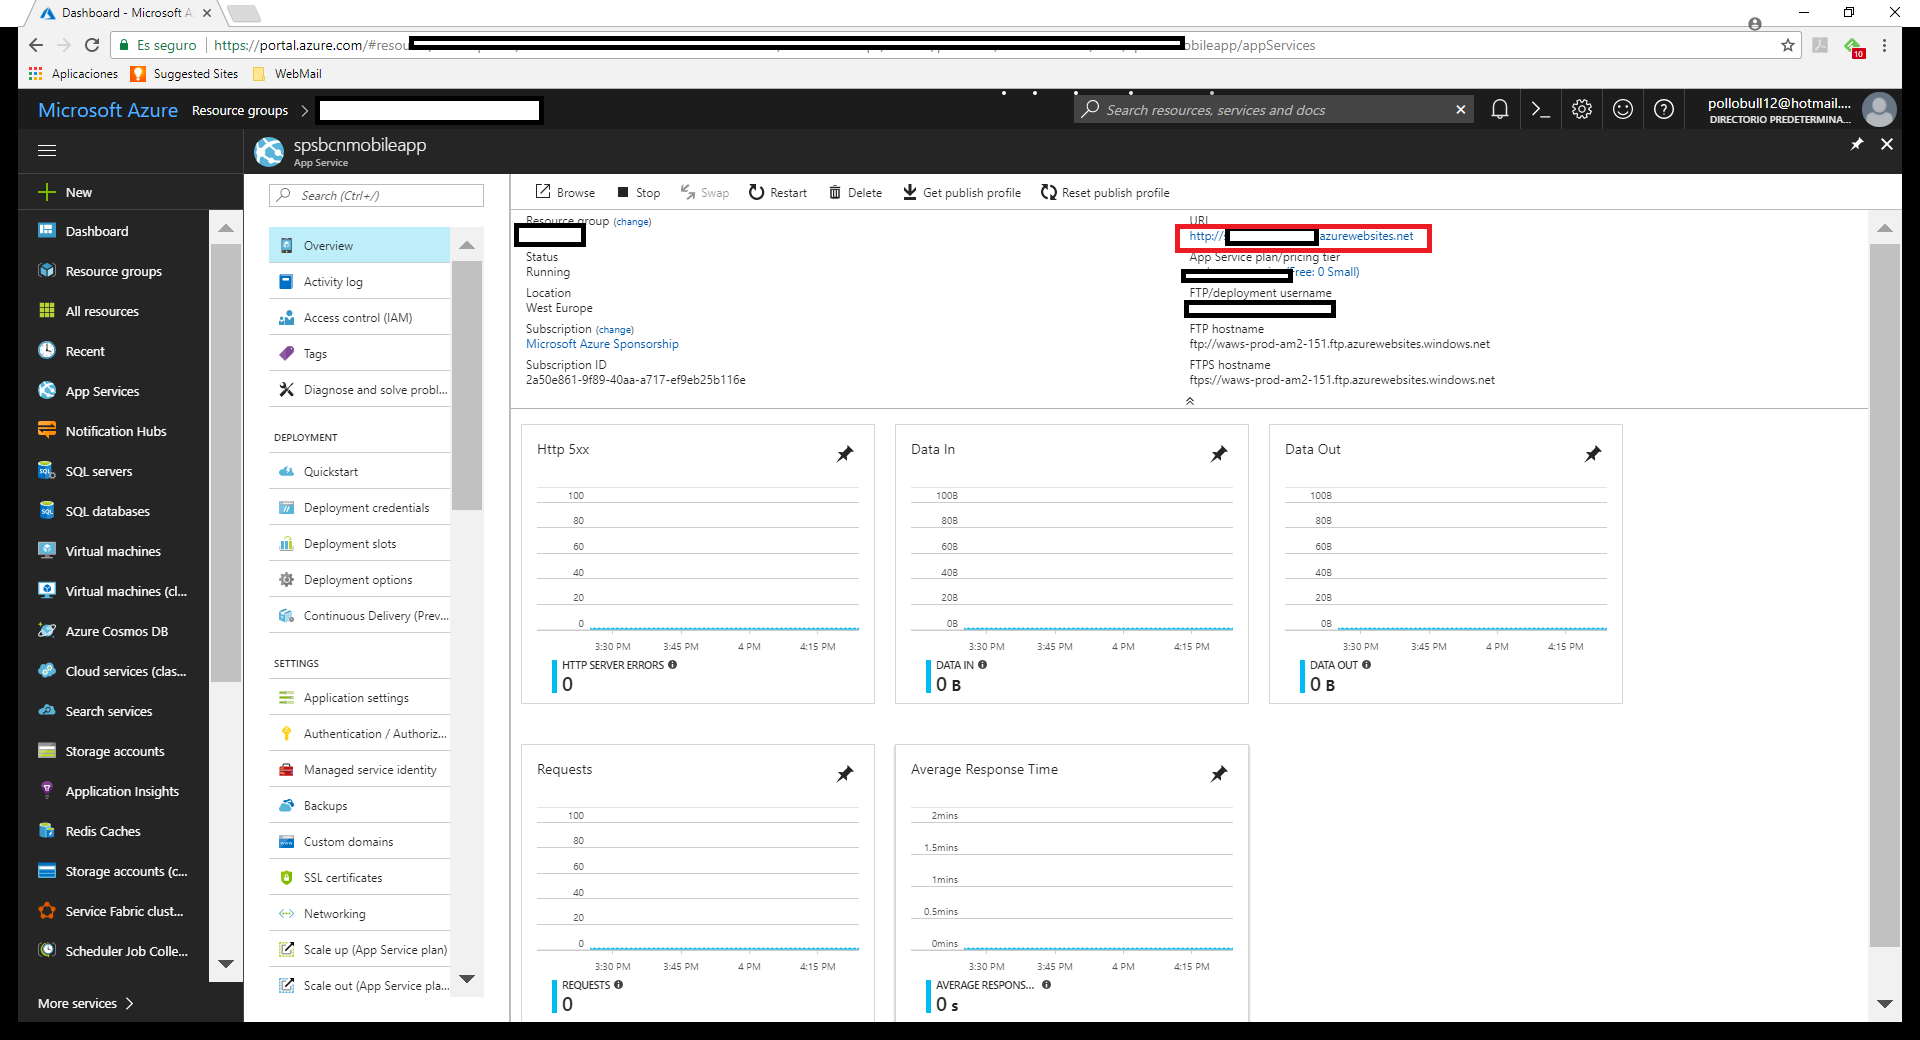 Dashboard - Microsoft A
Es seguro
https://portal.azure.com/#resou
bileapp/appServices
Aplicaciones
Suggested Sites
WebMail
10
Microsoft Azure
Resource groups
Search resources, services and docs
pollobull12@hotmail....
DIRECTORIO PREDETERMINA...
spsbcnmobileapp
App Service
New
Dashboard
Resource groups
All resources
Recent
App Services
Notification Hubs
SQL servers
SQL databases
Virtual machines
Virtual machines (cl...
Azure Cosmos DB
Cloud services (clas...
Search services
Storage accounts
Application Insights
Redis Caches
Storage accounts (c...
Service Fabric clust...
Scheduler Job Colle...
More services
Search (Ctrl+/)
Overview
Activity log
Access control (IAM)
Tags
Diagnose and solve probl...
DEPLOYMENT
Quickstart
Deployment credentials
Deployment slots
Deployment options
Continuous Delivery (Prev...
SETTINGS
Application settings
Authentication / Authoriz...
Managed service identity
Backups
Custom domains
SSL certificates
Networking
Scale up (App Service plan)
Scale out (App Service pla...
Browse
Stop
Swap
Restart
Delete
Get publish profile
Reset publish profile
Resource group (change)
Status
Running
Location
West Europe
Subscription (change)
Microsoft Azure Sponsorship
Subscription ID
2a50e861-9f89-40aa-a717-ef9eb25b116e
URL
http://
azurewebsites.net
App Service plan/pricing tier
(Free: 0 Small)
FTP/deployment username
FTP hostname
ftp://waws-prod-am2-151.ftp.azurewebsites.windows.net
FTPS hostname
ftps://waws-prod-am2-151.ftp.azurewebsites.windows.net
Http 5xx
100
80
60
40
20
0
3:30 PM 3:45 PM 4 PM 4:15 PM
HTTP SERVER ERRORS
0
Data In
100B
80B
60B
40B
20B
0B
3:30 PM 3:45 PM 4 PM 4:15 PM
DATA IN
0 B
Data Out
100B
80B
60B
40B
20B
0B
3:30 PM 3:45 PM 4 PM 4:15 PM
DATA OUT
0 B
Requests
100
80
60
40
20
0
3:30 PM 3:45 PM 4 PM 4:15 PM
REQUESTS
0
Average Response Time
2mins
1.5mins
1mins
0.5mins
0mins
3:30 PM 3:45 PM 4 PM 4:15 PM
AVERAGE RESPONS...
0 s